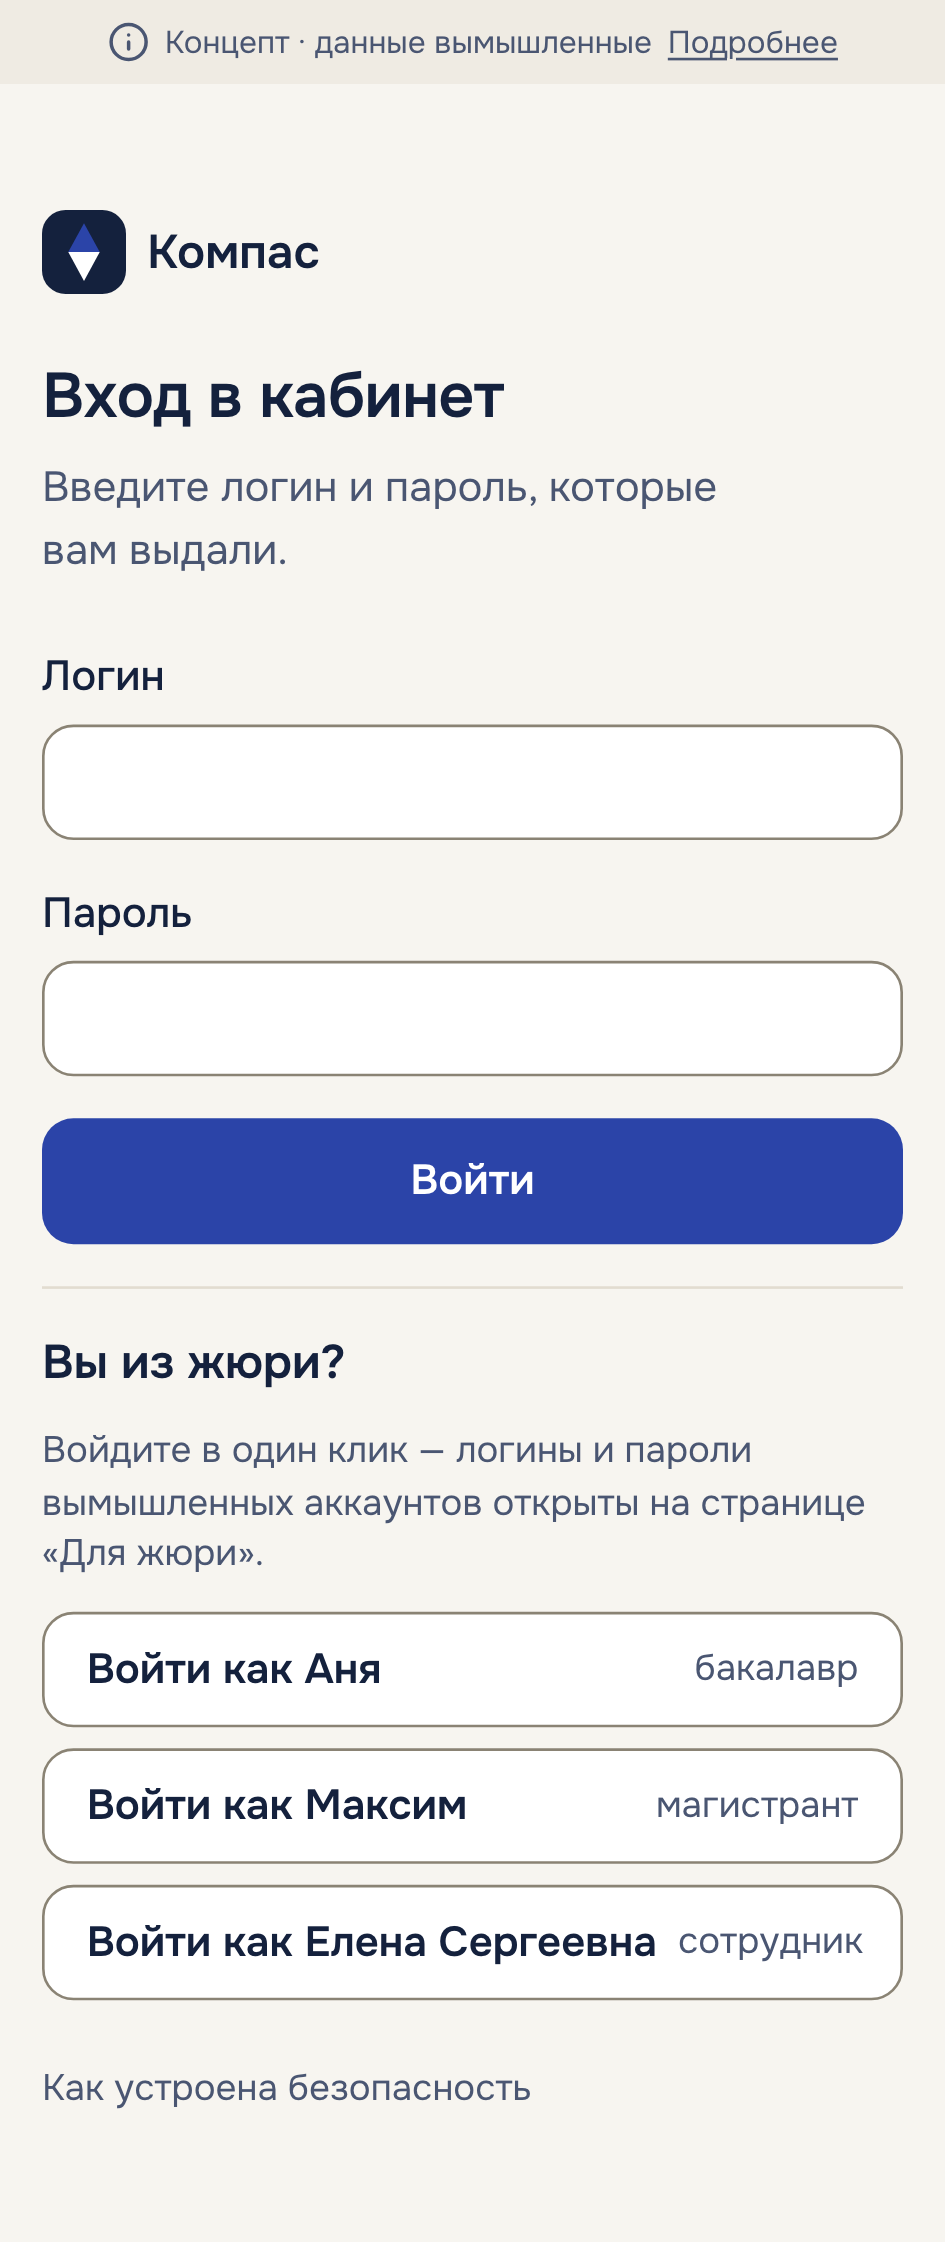 Концепт · данные вымышленные Подробнее
Компас
Вход в кабинет
Введите логин и пароль, которые
вам выдали.
Логин
Пароль
Войти
Вы из жюри?
Войдите в один клик — логины и пароли
вымышленных аккаунтов открыты на странице
«Для жюри».
Войти как Аня бакалавр
Войти как Максим магистрант
Войти как Елена Сергеевна сотрудник
Как устроена безопасность